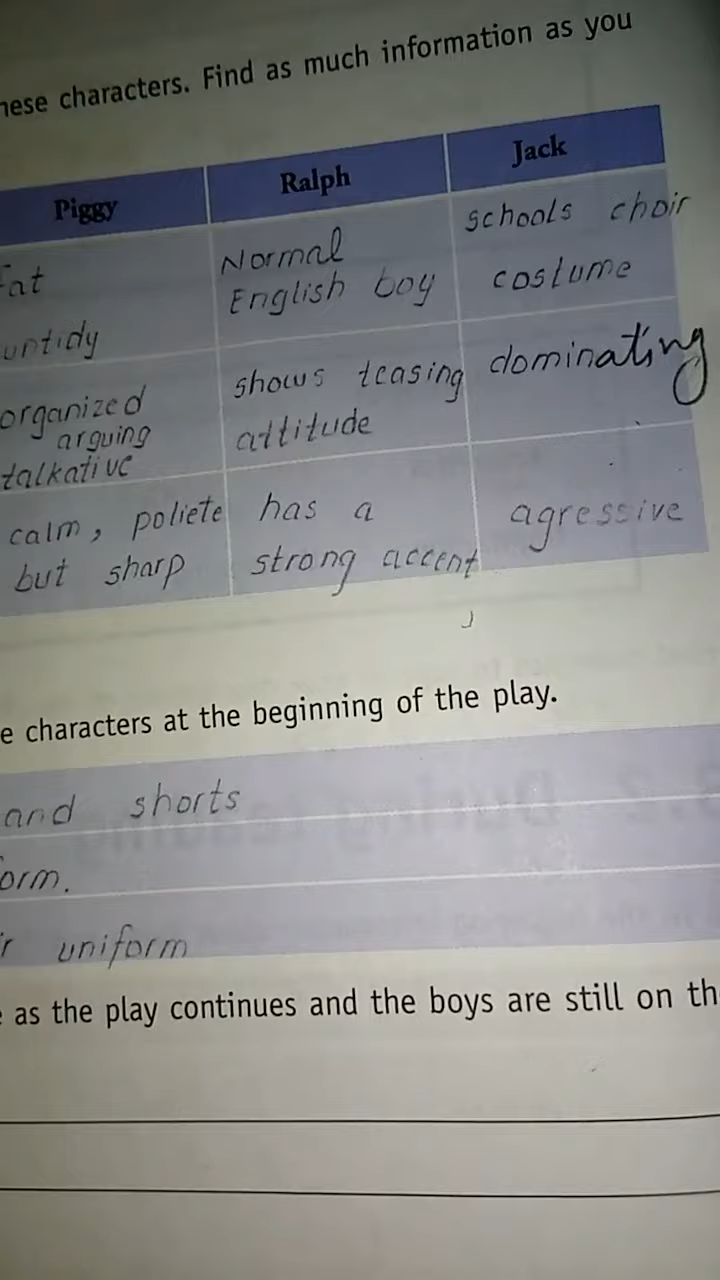 these characters. Find as much information as you
Piggy Ralph Jack
fat
untidy
Normal
English boy
schools choir
costume
organized
arguing
talkative
shows teasing
attitude
dominating
calm, poliete
but sharp
has a
strong accent
agressive
e characters at the beginning of the play.
and shorts
orm.
r uniform
as the play continues and the boys are still on th